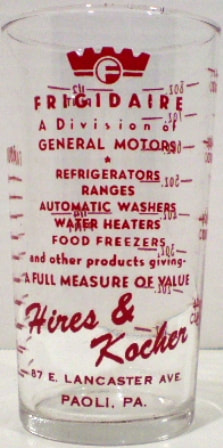 F
FRIGIDAIRE
A Division of
GENERAL MOTORS
*
REFRIGERATORS
RANGES
AUTOMATIC WASHERS
WATER HEATERS
FOOD FREEZERS
and other products giving-
A FULL MEASURE OF VALUE
Hires &
Kocher
87 E. LANCASTER AVE.
PAOLI, PA.